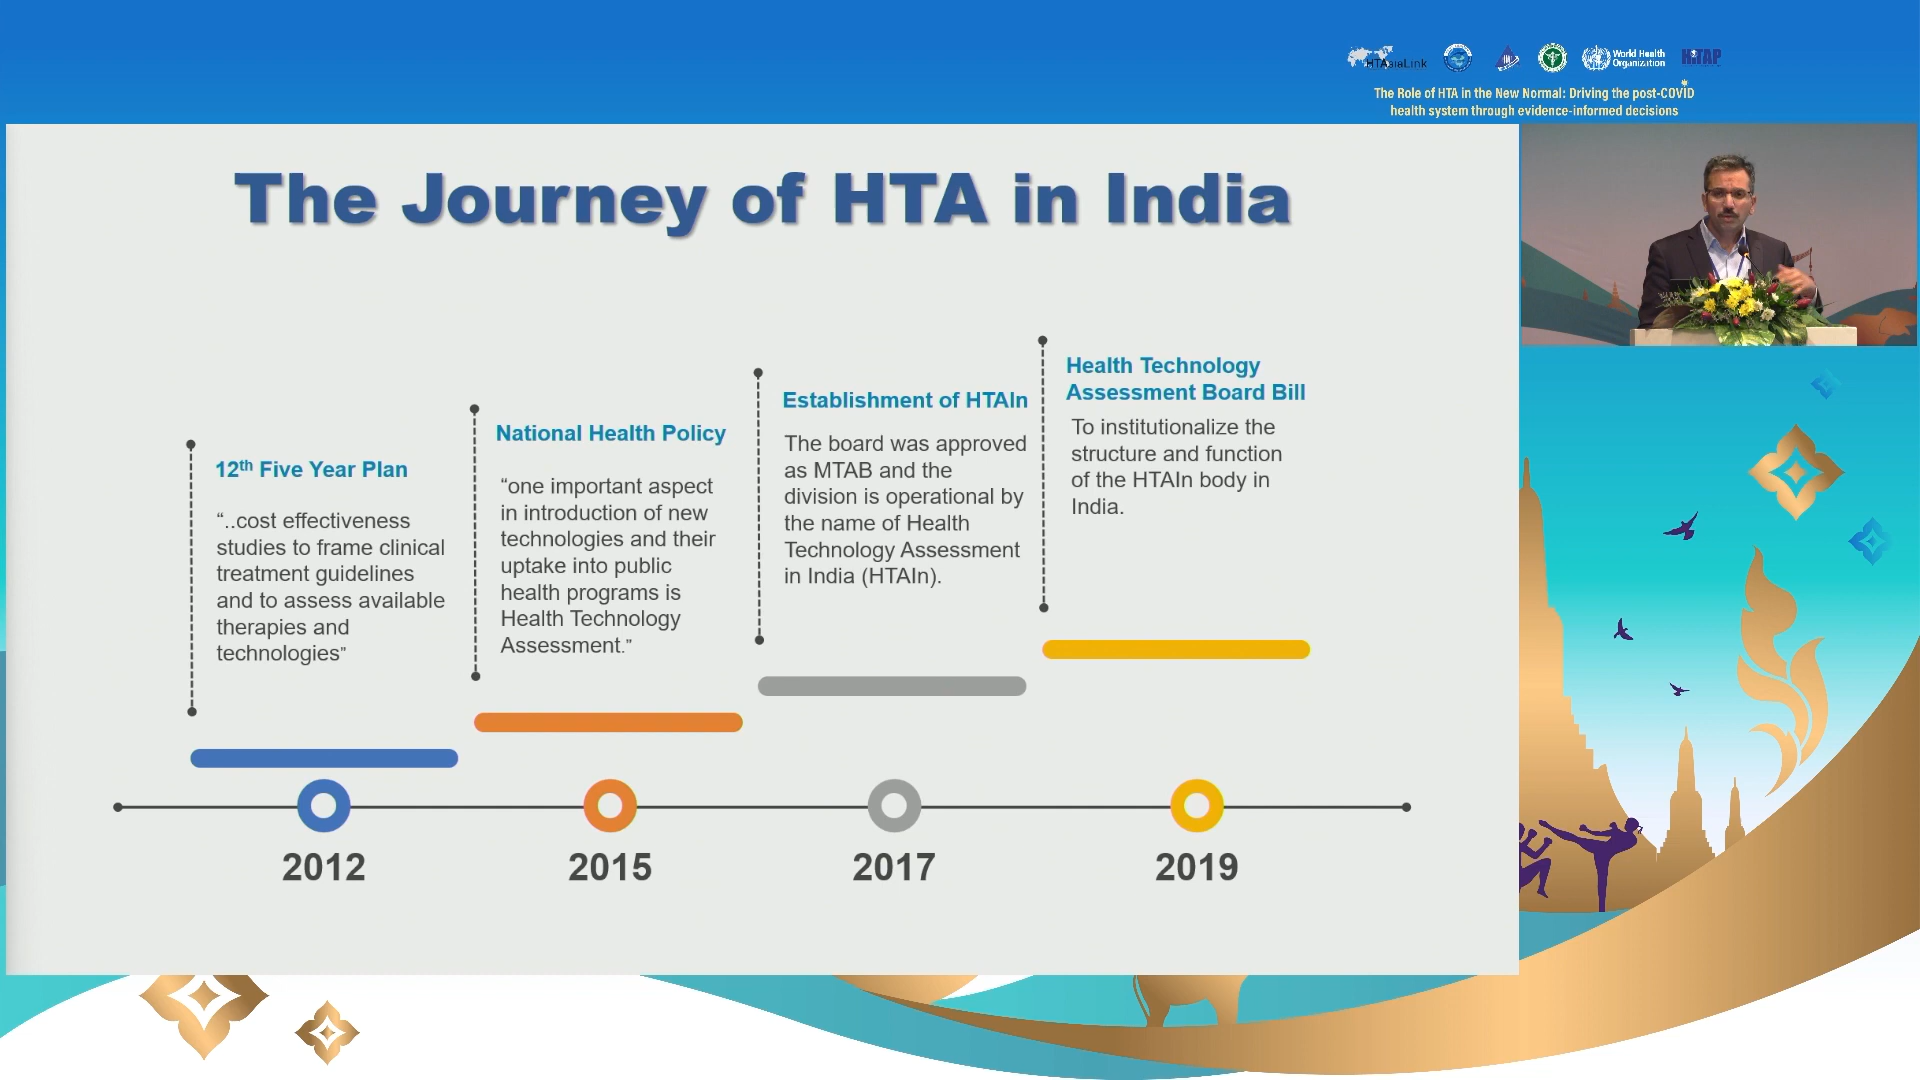 HTAsiaLink
World Health
Organization
HiTAP
The Role of HTA in the New Normal: Driving the post-COVID
health system through evidence-informed decisions
The Journey of HTA in India
12th Five Year Plan
“..cost effectiveness
studies to frame clinical
treatment guidelines
and to assess available
therapies and
technologies”
National Health Policy
“one important aspect
in introduction of new
technologies and their
uptake into public
health programs is
Health Technology
Assessment.”
Establishment of HTAIn
The board was approved
as MTAB and the
division is operational by
the name of Health
Technology Assessment
in India (HTAIn).
Health Technology
Assessment Board Bill
To institutionalize the
structure and function
of the HTAIn body in
India.
2012
2015
2017
2019